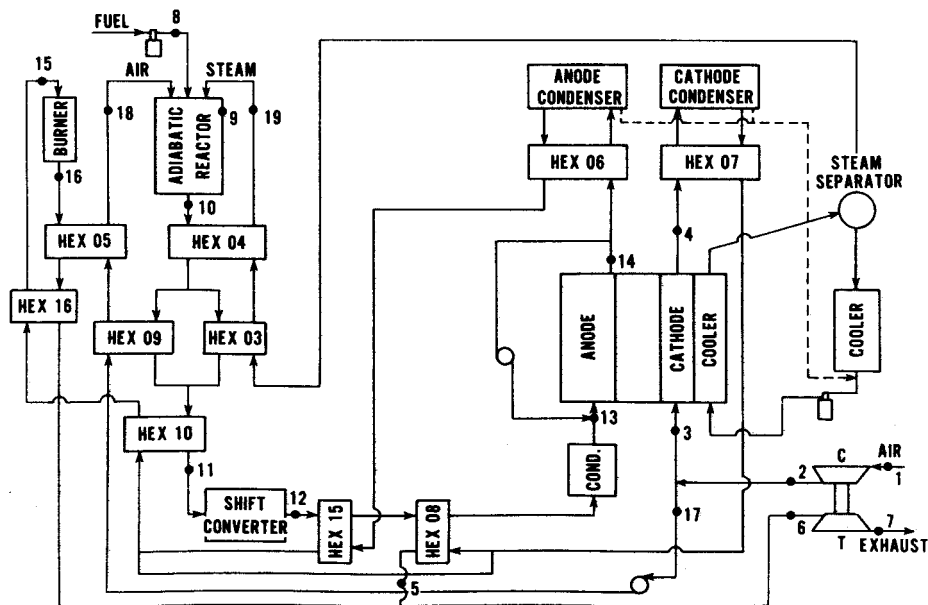 FUEL
8
15
AIR
STEAM
ANODE
CONDENSER
CATHODE
CONDENSER
BURNER
18
ADIABATIC
REACTOR
9
19
16
HEX 06
HEX 07
STEAM
SEPARATOR
10
HEX 05
HEX 04
4
14
HEX 16
HEX 09
HEX 03
ANODE
CATHODE
COOLER
COOLER
13
3
HEX 10
11
COND.
C
AIR
2
1
SHIFT
CONVERTER
12
HEX 15
HEX 08
17
6
7
T
EXHAUST
5